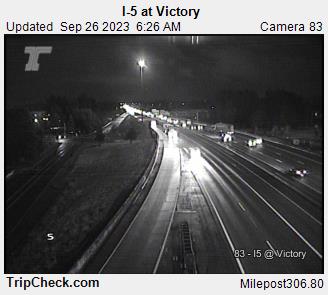 I-5 at Victory
Updated Sep 26 2023 6:26 AM Camera 83
T
S
83 - I5 @ Victory
TripCheck.com Milepost306.80